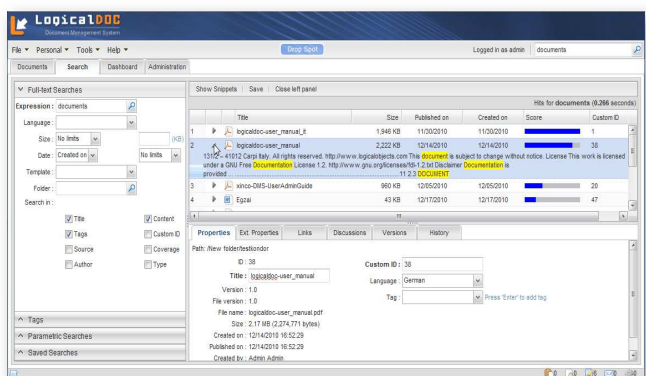 LogicalDOC
Document Management System
File Personal Tools Help Drop Spot Logged in as admin documents
Documents Search Dashboard Administration
Full-text Searches
Expression : documents
Language :
Size : No limits (KB)
Date : Created on No limits
Template :
Folder :
Search in :
Title Content
Tags Custom ID
Source Coverage
Author Type
Tags
Parametric Searches
Saved Searches
Show Snippets Save Close left panel
Hits for documents (0.266 seconds)
Title Size Published on Created on Score Custom ID
1 logicaldoc-user_manual_it 1,946 KB 11/30/2010 11/30/2010 1
2 logicaldoc-user_manual 2,222 KB 12/14/2010 12/14/2010 38
131/2 – 41012 Carpi Italy. All rights reserved. http://www.logicalobjects.com This document is subject to change without notice. License This work is licensed
under a GNU Free Documentation License 1.2. http://www.gnu.org/licenses/fdl-1.2.txt Disclaimer Documentation is
provided ........................................................11 2.3 DOCUMENT
3 xinco-DMS-UserAdminGuide 960 KB 12/05/2010 12/05/2010 20
4 Egzai 43 KB 12/17/2010 12/17/2010 47
Properties Ext. Properties Links Discussions Versions History
Path: /New folder/testkondor
ID : 38
Title : logicaldoc-user_manual
Version : 1.0
File version : 1.0
File name : logicaldoc-user_manual.pdf
Size : 2.17 MB (2,274,771 bytes)
Created on : 12/14/2010 16:52:29
Published on : 12/14/2010 16:52:29
Created by : Admin Admin
Custom ID : 38
Language : German
Tag : Press 'Enter' to add tag
0 0 6 0 0